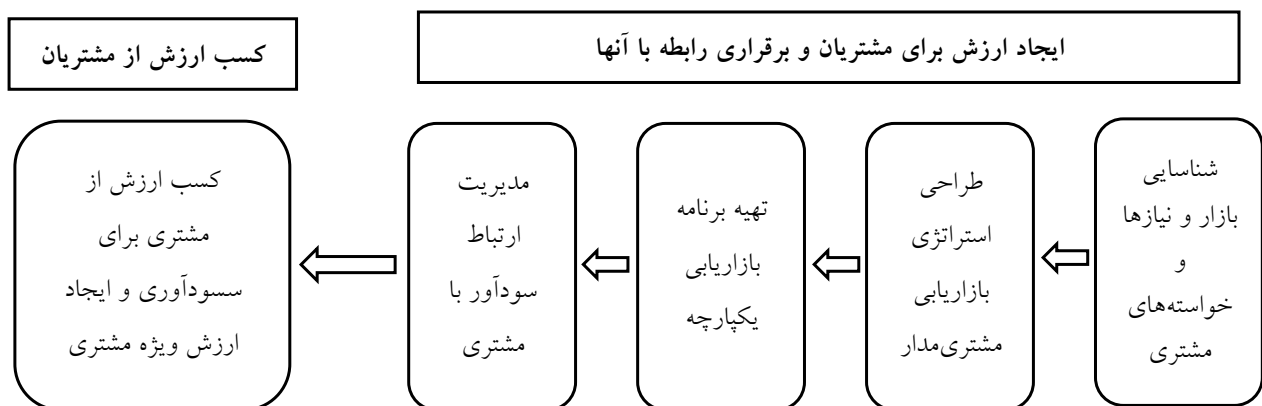 ایجاد ارزش برای مشتریان و برقراری رابطه با آنها
کسب ارزش از مشتریان
شناسایی
بازار و نیازها
و
خواسته‌های
مشتری
طراحی
استراتژی
بازاریابی
مشتری‌مدار
تهیه برنامه
بازاریابی
یکپارچه
مدیریت
ارتباط
سودآور با
مشتری
کسب ارزش از
مشتری برای
سسودآوری و ایجاد
ارزش ویژه مشتری